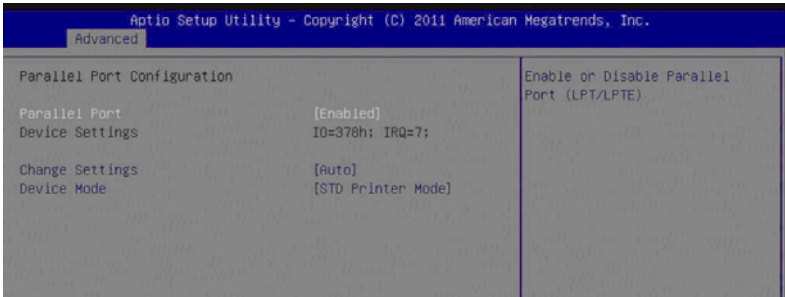 Aptio Setup Utility - Copyright (C) 2011 American Megatrends, Inc.
Advanced
Parallel Port Configuration
Parallel Port [Enabled]
Device Settings IO=378h; IRQ=7;
Change Settings [Auto]
Device Mode [STD Printer Mode]
Enable or Disable Parallel
Port (LPT/LPTE)